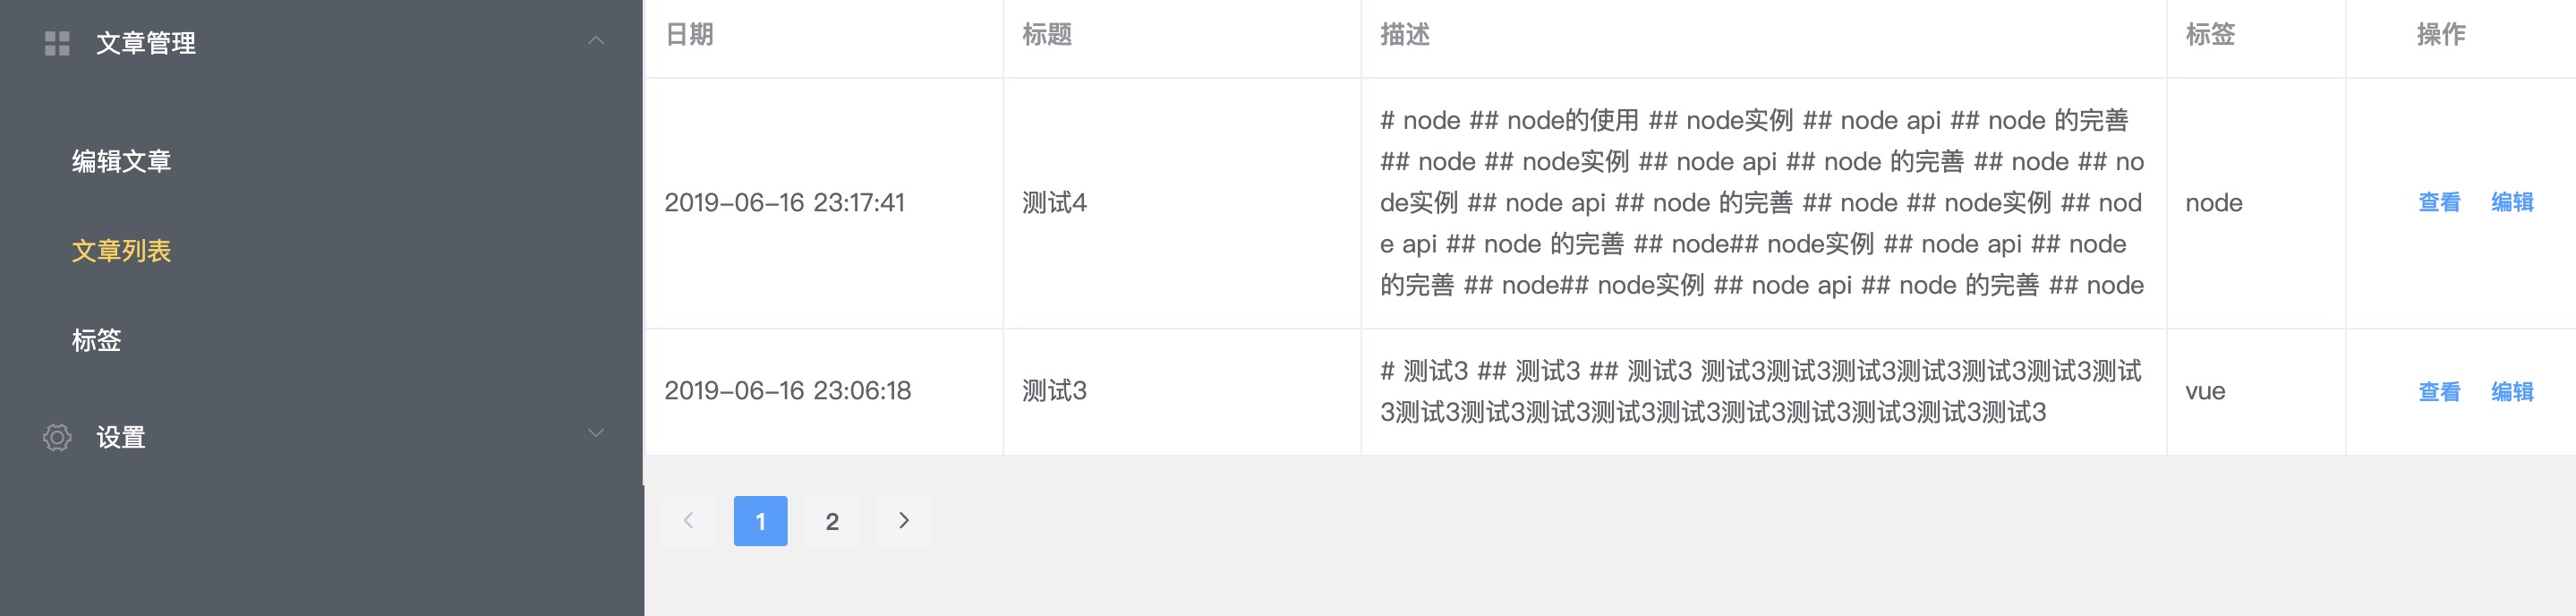 文章管理
编辑文章
文章列表
标签
设置
日期 标题 描述 标签 操作
2019-06-16 23:17:41 测试4 # node ## node的使用 ## node实例 ## node api ## node 的完善
## node ## node实例 ## node api ## node 的完善 ## node ## no
de实例 ## node api ## node 的完善 ## node ## node实例 ## nod
e api ## node 的完善 ## node## node实例 ## node api ## node
的完善 ## node## node实例 ## node api ## node 的完善 ## node
node 查看 编辑
2019-06-16 23:06:18 测试3 # 测试3 ## 测试3 ## 测试3 测试3测试3测试3测试3测试3测试3测试
3测试3测试3测试3测试3测试3测试3测试3测试3测试3测试3
vue 查看 编辑
1 2